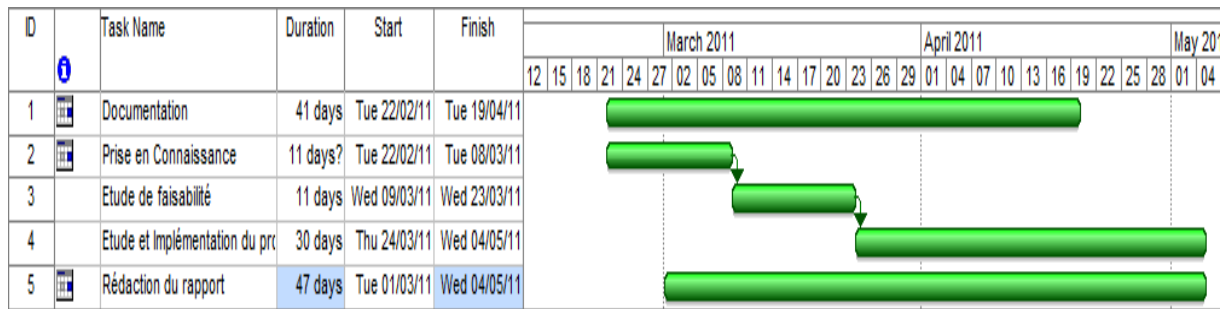 ID Task Name Duration Start Finish
March 2011 April 2011 May 201
12 15 18 21 24 27 02 05 08 11 14 17 20 23 26 29 01 04 07 10 13 16 19 22 25 28 01 04
1 Documentation 41 days Tue 22/02/11 Tue 19/04/11
2 Prise en Connaissance 11 days? Tue 22/02/11 Tue 08/03/11
3 Etude de faisabilité 11 days Wed 09/03/11 Wed 23/03/11
4 Etude et Implémentation du pro 30 days Thu 24/03/11 Wed 04/05/11
5 Rédaction du rapport 47 days Tue 01/03/11 Wed 04/05/11